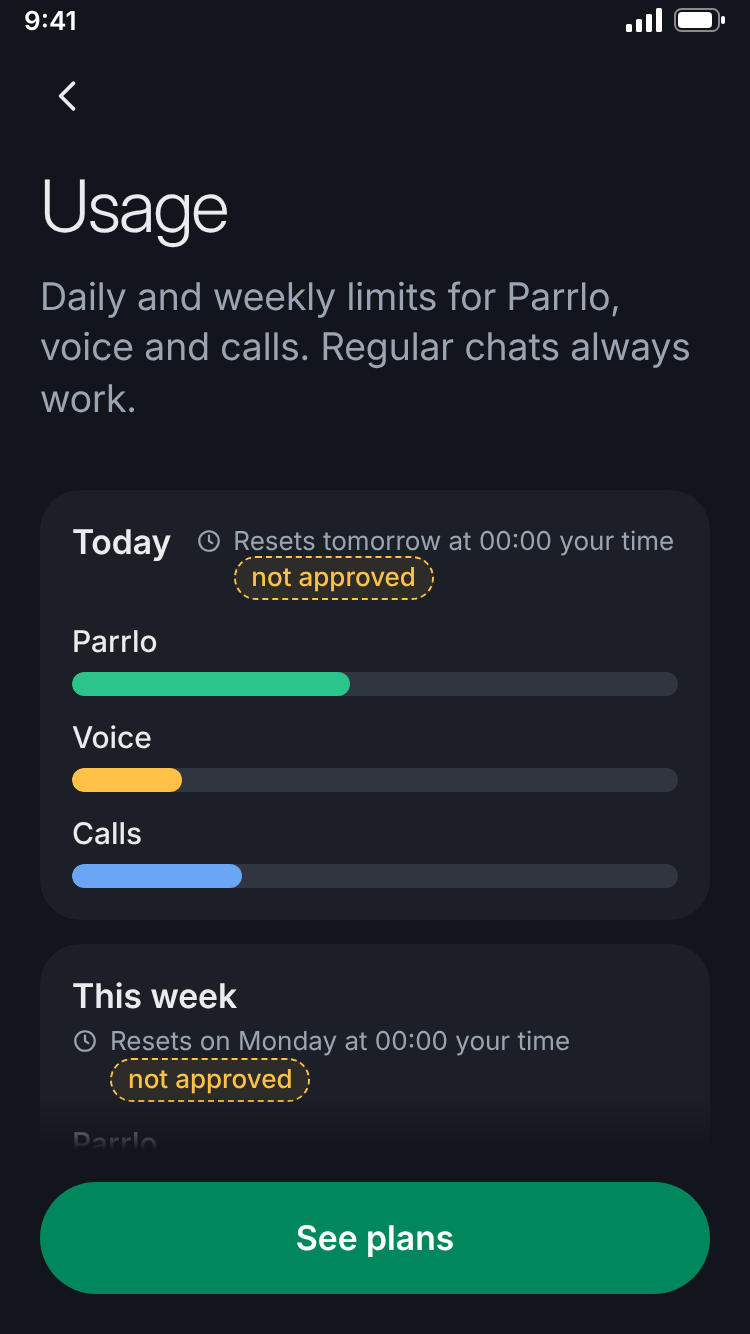 9:41
Usage
Daily and weekly limits for Parrlo,
voice and calls. Regular chats always
work.
Today
Resets tomorrow at 00:00 your time
not approved
Parrlo
Voice
Calls
This week
Resets on Monday at 00:00 your time
not approved
Parrlo
See plans